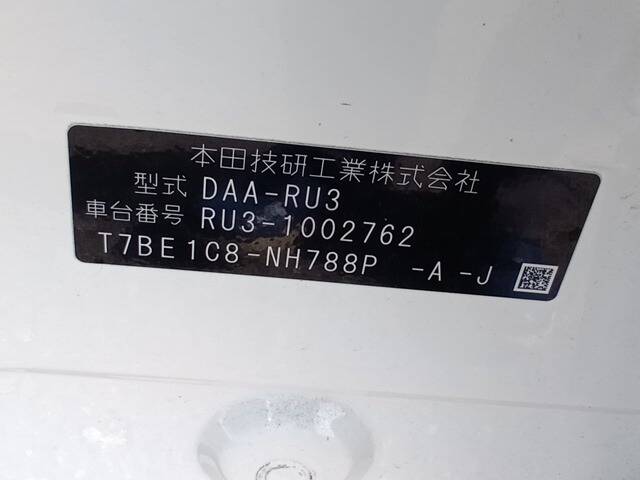 本田技研工業株式会社
型式 DAA-RU3
車台番号 RU3-1002762
T7BE1C8-NH788P -A-J